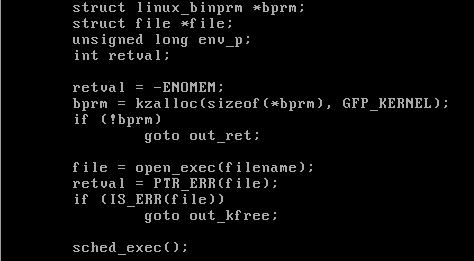 struct linux_binprm *bprm;
struct file *file;
unsigned long env_p;
int retval;
retval = -ENOMEM;
bprm = kzalloc(sizeof(*bprm), GFP_KERNEL);
if (!bprm)
goto out_ret;
file = open_exec(filename);
retval = PTR_ERR(file);
if (IS_ERR(file))
goto out_kfree;
sched_exec();